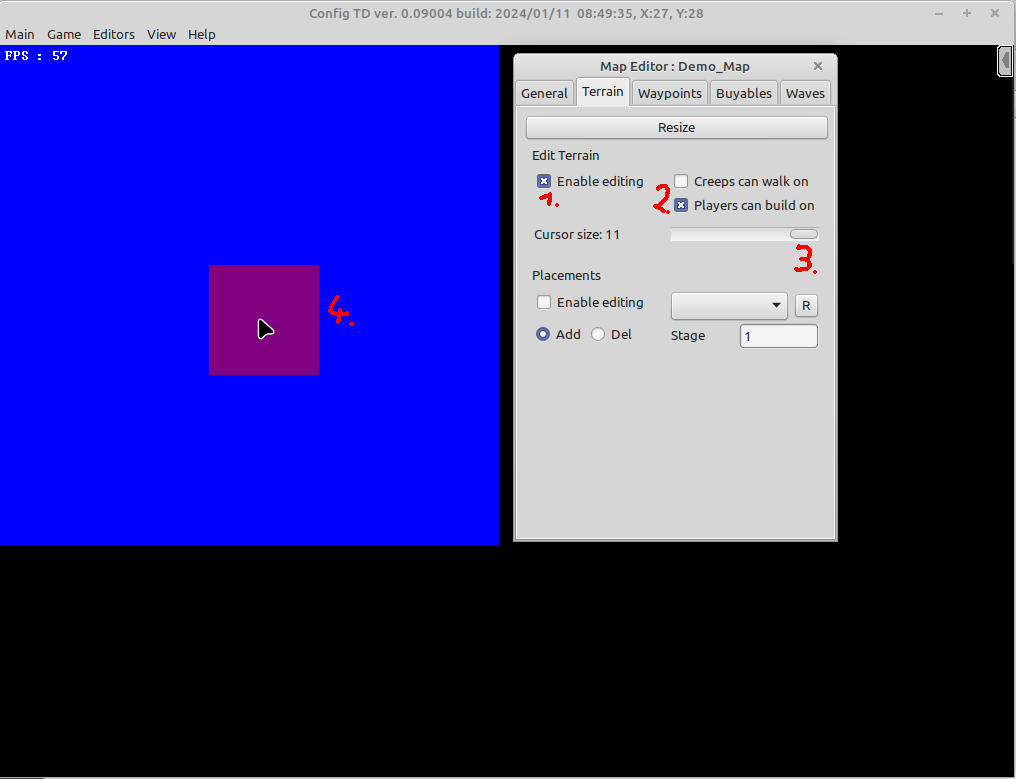 Config TD ver. 0.09004 build: 2024/01/11 08:49:35, X:27, Y:28
Main Game Editors View Help
FPS : 57
Map Editor : Demo_Map
General Terrain Waypoints Buyables Waves
Resize
Edit Terrain
Enable editing Creeps can walk on
1. 2. Players can build on
Cursor size: 11
3.
Placements
Enable editing R
4.
Add Del Stage 1